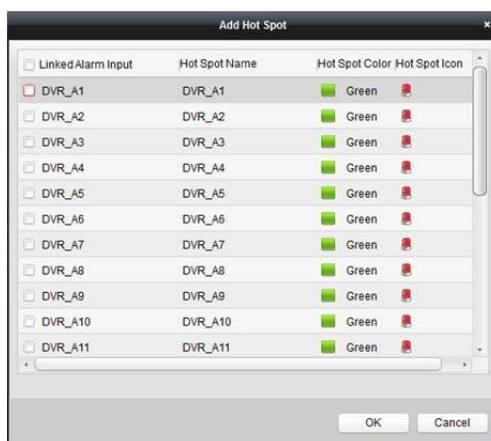 Add Hot Spot
×
Linked Alarm Input Hot Spot Name Hot Spot Color Hot Spot Icon
DVR_A1 DVR_A1 Green
DVR_A2 DVR_A2 Green
DVR_A3 DVR_A3 Green
DVR_A4 DVR_A4 Green
DVR_A5 DVR_A5 Green
DVR_A6 DVR_A6 Green
DVR_A7 DVR_A7 Green
DVR_A8 DVR_A8 Green
DVR_A9 DVR_A9 Green
DVR_A10 DVR_A10 Green
DVR_A11 DVR_A11 Green
OK Cancel